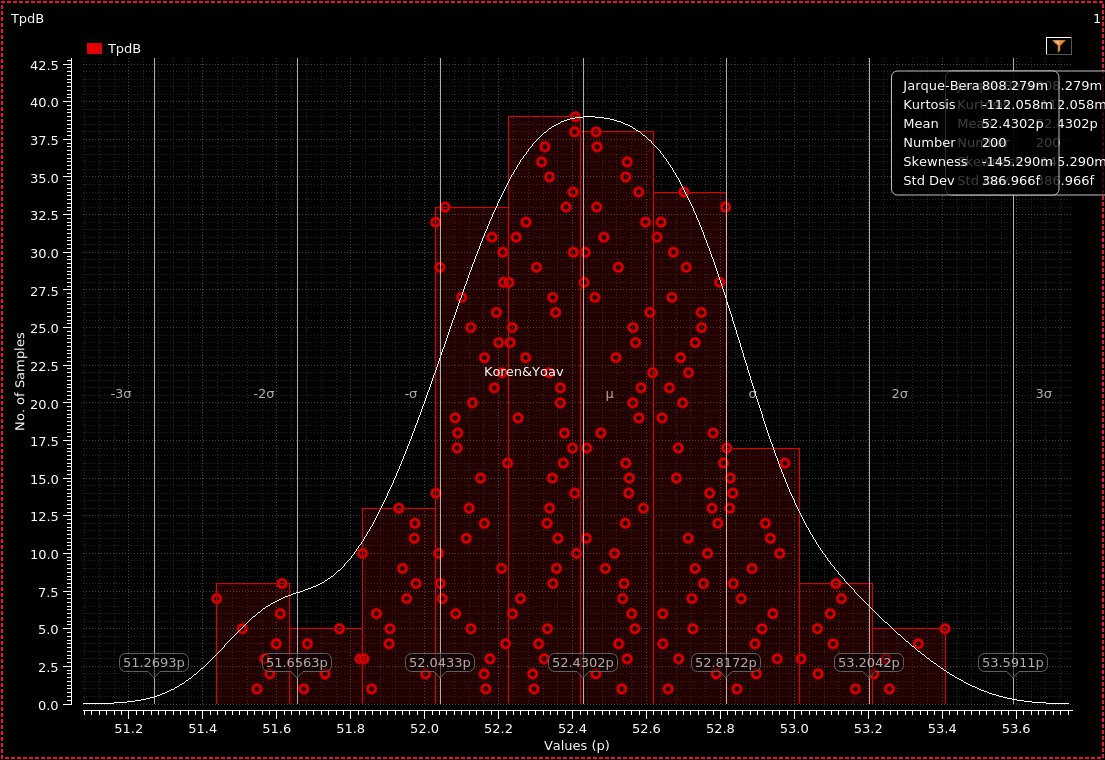 TpdB
1
TpdB
42.5
40.0
37.5
35.0
32.5
30.0
27.5
25.0
22.5
20.0
17.5
15.0
12.5
10.0
7.5
5.0
2.5
0.0
No. of Samples
Jarque-Bera 808.279m
Kurtosis -112.058m
Mean 52.4302p
Number 200
Skewness -145.290m
Std Dev 386.966f
Koren&Yoav
-3σ -2σ -σ μ σ 2σ 3σ
51.2693p 51.6563p 52.0433p 52.4302p 52.8172p 53.2042p 53.5911p
51.2 51.4 51.6 51.8 52.0 52.2 52.4 52.6 52.8 53.0 53.2 53.4 53.6
Values (p)